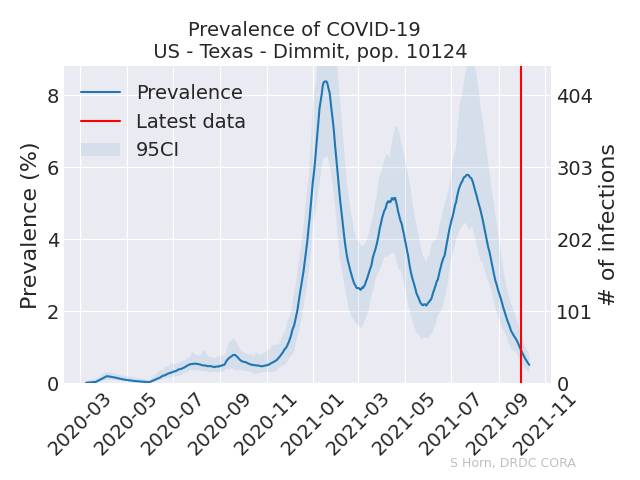 Prevalence of COVID-19
US - Texas - Dimmit, pop. 10124
Prevalence
Latest data
95CI
Prevalence (%)
8
6
4
2
0
# of infections
404
303
202
101
0
2020-03
2020-05
2020-07
2020-09
2020-11
2021-01
2021-03
2021-05
2021-07
2021-09
2021-11
S Horn, DRDC CORA